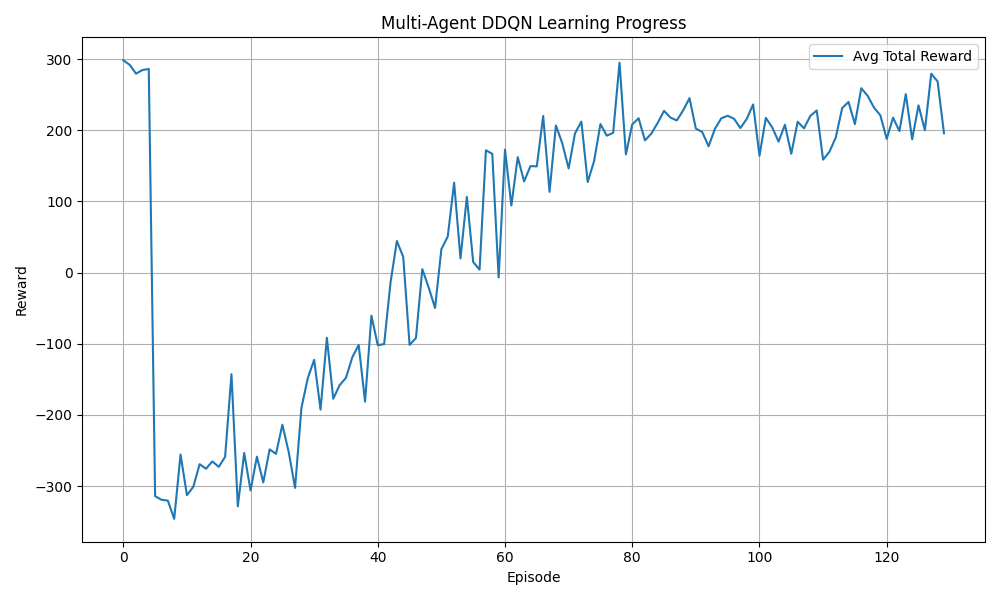 Multi-Agent DDQN Learning Progress
Avg Total Reward
300
200
100
0
−100
−200
−300
Reward
0 20 40 60 80 100 120
Episode